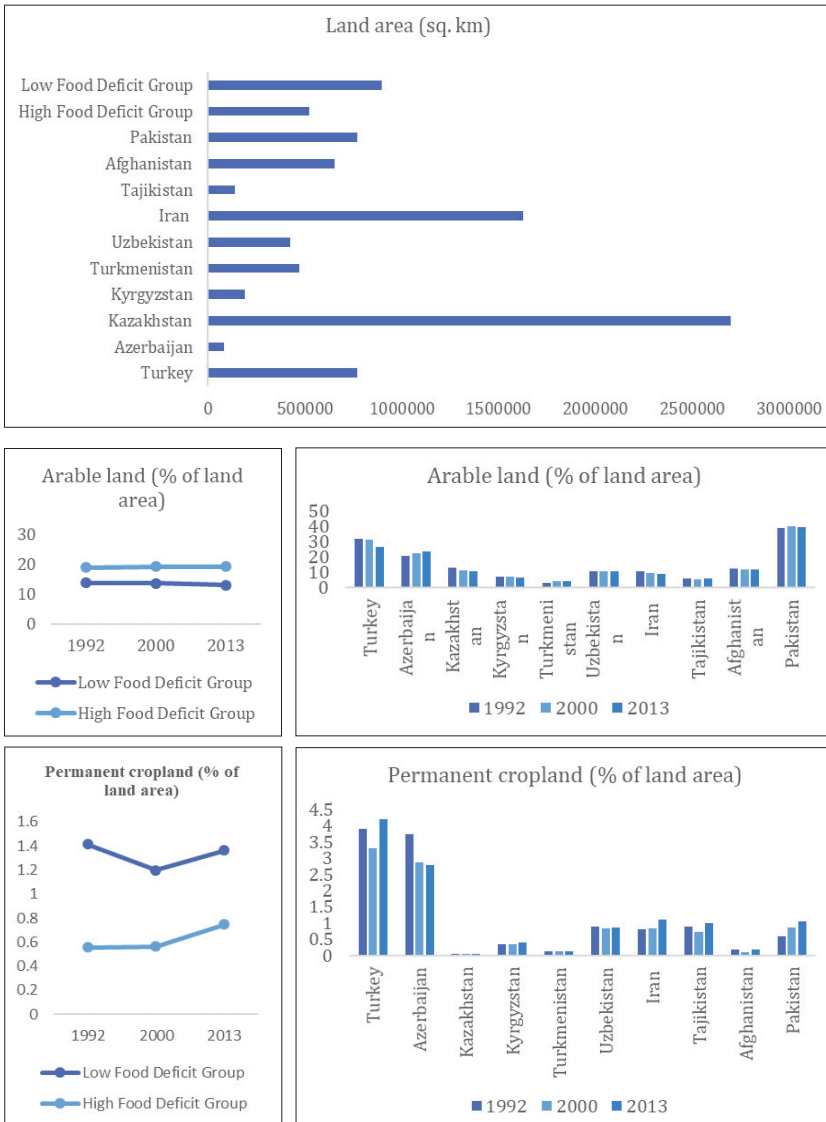 Land area (sq. km)
Low Food Deficit Group
High Food Deficit Group
Pakistan
Afghanistan
Tajikistan
Iran
Uzbekistan
Turkmenistan
Kyrgyzstan
Kazakhstan
Azerbaijan
Turkey
0 500000 1000000 1500000 2000000 2500000 3000000
Arable land (% of land
area)
30
20
10
0
1992 2000 2013
Low Food Deficit Group
High Food Deficit Group
Arable land (% of land area)
50
40
30
20
10
0
Turkey
Azerbaija
n
Kazakhst
an
Kyrgyzsta
n
Turkmeni
stan
Uzbekista
n
Iran
Tajikistan
Afghanist
an
Pakistan
1992 2000 2013
Permanent cropland (% of
land area)
1.6
1.4
1.2
1
0.8
0.6
0.4
0.2
0
1992 2000 2013
Low Food Deficit Group
High Food Deficit Group
Permanent cropland (% of land area)
4.5
4
3.5
3
2.5
2
1.5
1
0.5
0
Turkey
Azerbaijan
Kazakhstan
Kyrgyzstan
Turkmenistan
Uzbekistan
Iran
Tajikistan
Afghanistan
Pakistan
1992 2000 2013